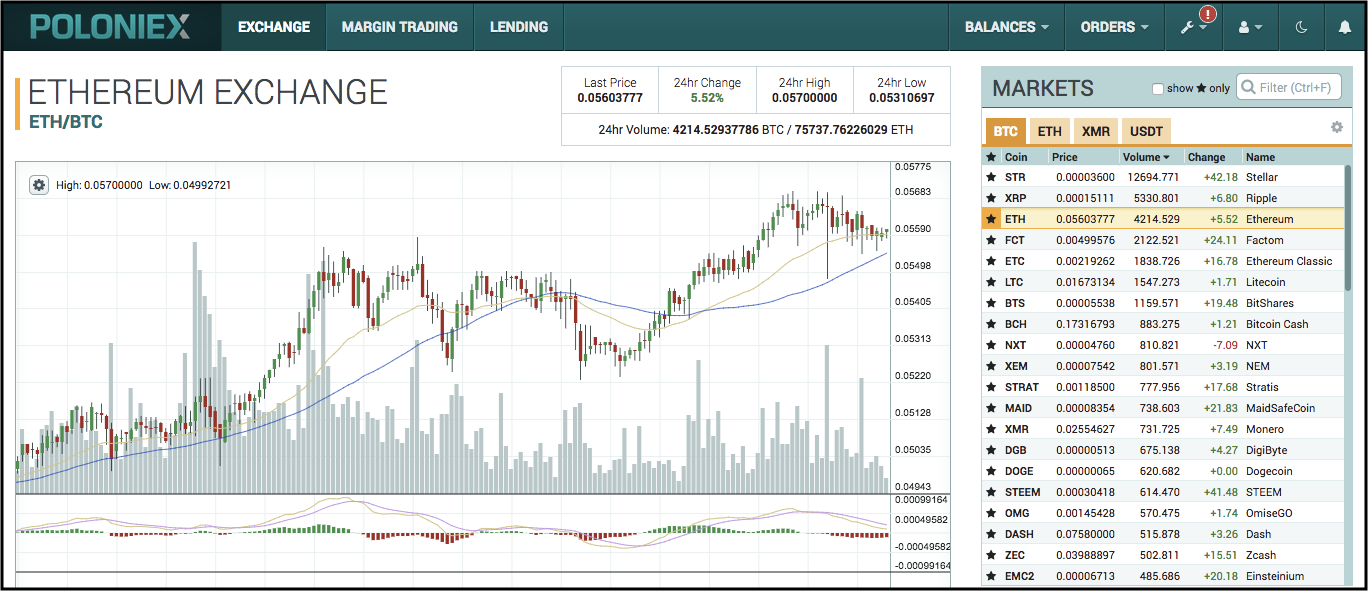 POLONIEX EXCHANGE MARGIN TRADING LENDING BALANCES ORDERS !
ETHEREUM EXCHANGE
ETH/BTC
Last Price 24hr Change 24hr High 24hr Low
0.05603777 5.52% 0.05700000 0.05310697
24hr Volume: 4214.52937786 BTC / 75737.76226029 ETH
High: 0.05700000 Low: 0.04992721
0.05775
0.05683
0.05590
0.05498
0.05405
0.05313
0.05220
0.05128
0.05035
0.04943
0.00099164
0.00049582
-0.00049582
-0.00099164
MARKETS show ★ only Filter (Ctrl+F)
BTC ETH XMR USDT
★ Coin Price Volume ▼ Change Name
★ STR 0.00003600 12694.771 +42.18 Stellar
★ XRP 0.00015111 5330.801 +6.80 Ripple
★ ETH 0.05603777 4214.529 +5.52 Ethereum
★ FCT 0.00499576 2122.521 +24.11 Factom
★ ETC 0.00219262 1838.726 +16.78 Ethereum Classic
★ LTC 0.01673134 1547.273 +1.71 Litecoin
★ BTS 0.00005538 1159.571 +19.48 BitShares
★ BCH 0.17316793 883.275 +1.21 Bitcoin Cash
★ NXT 0.00004760 810.821 -7.09 NXT
★ XEM 0.00007542 801.571 +3.19 NEM
★ STRAT 0.00118500 777.956 +17.68 Stratis
★ MAID 0.00008354 738.603 +21.83 MaidSafeCoin
★ XMR 0.02554627 731.725 +7.49 Monero
★ DGB 0.00000513 675.138 +4.27 DigiByte
★ DOGE 0.00000065 620.682 +0.00 Dogecoin
★ STEEM 0.00030418 614.470 +41.48 STEEM
★ OMG 0.00145428 570.475 +1.74 OmiseGO
★ DASH 0.07580000 515.878 +3.26 Dash
★ ZEC 0.03988897 502.811 +15.51 Zcash
★ EMC2 0.00006713 485.686 +20.18 Einsteinium